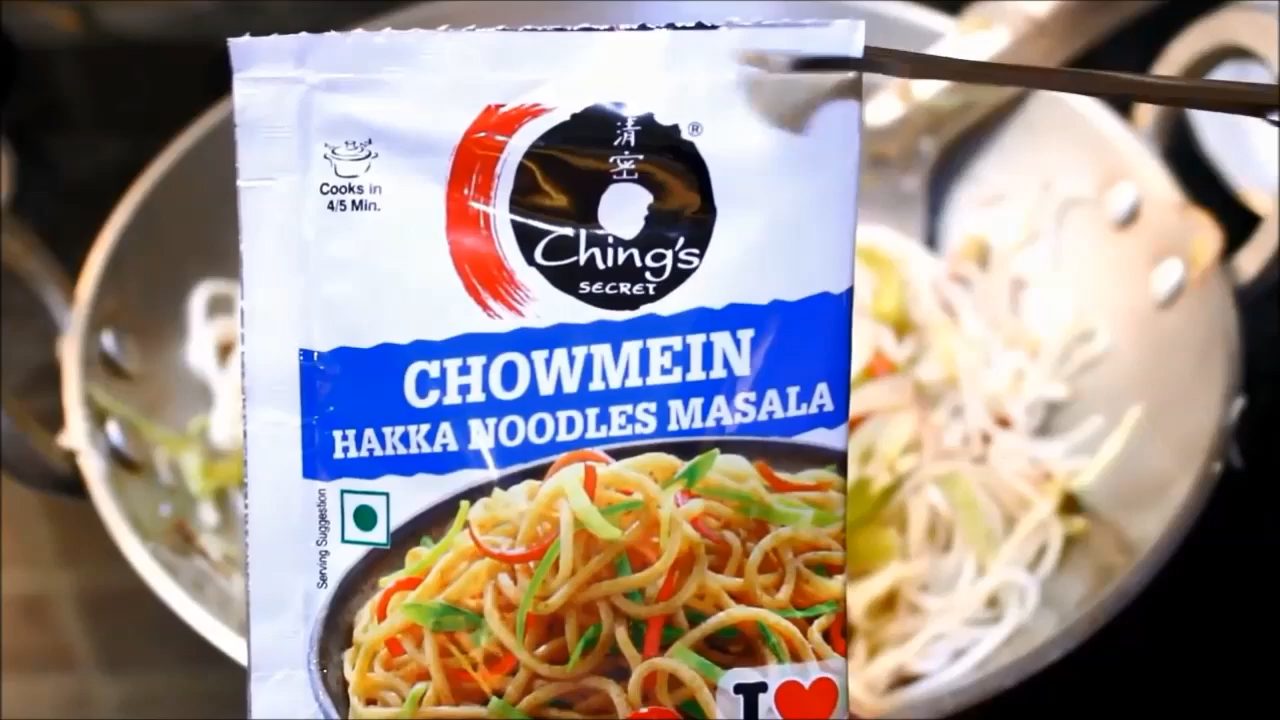 清
密
®
Ching's
SECRET
Cooks in
4/5 Min.
CHOWMEIN
HAKKA NOODLES MASALA
Serving Suggestion
I